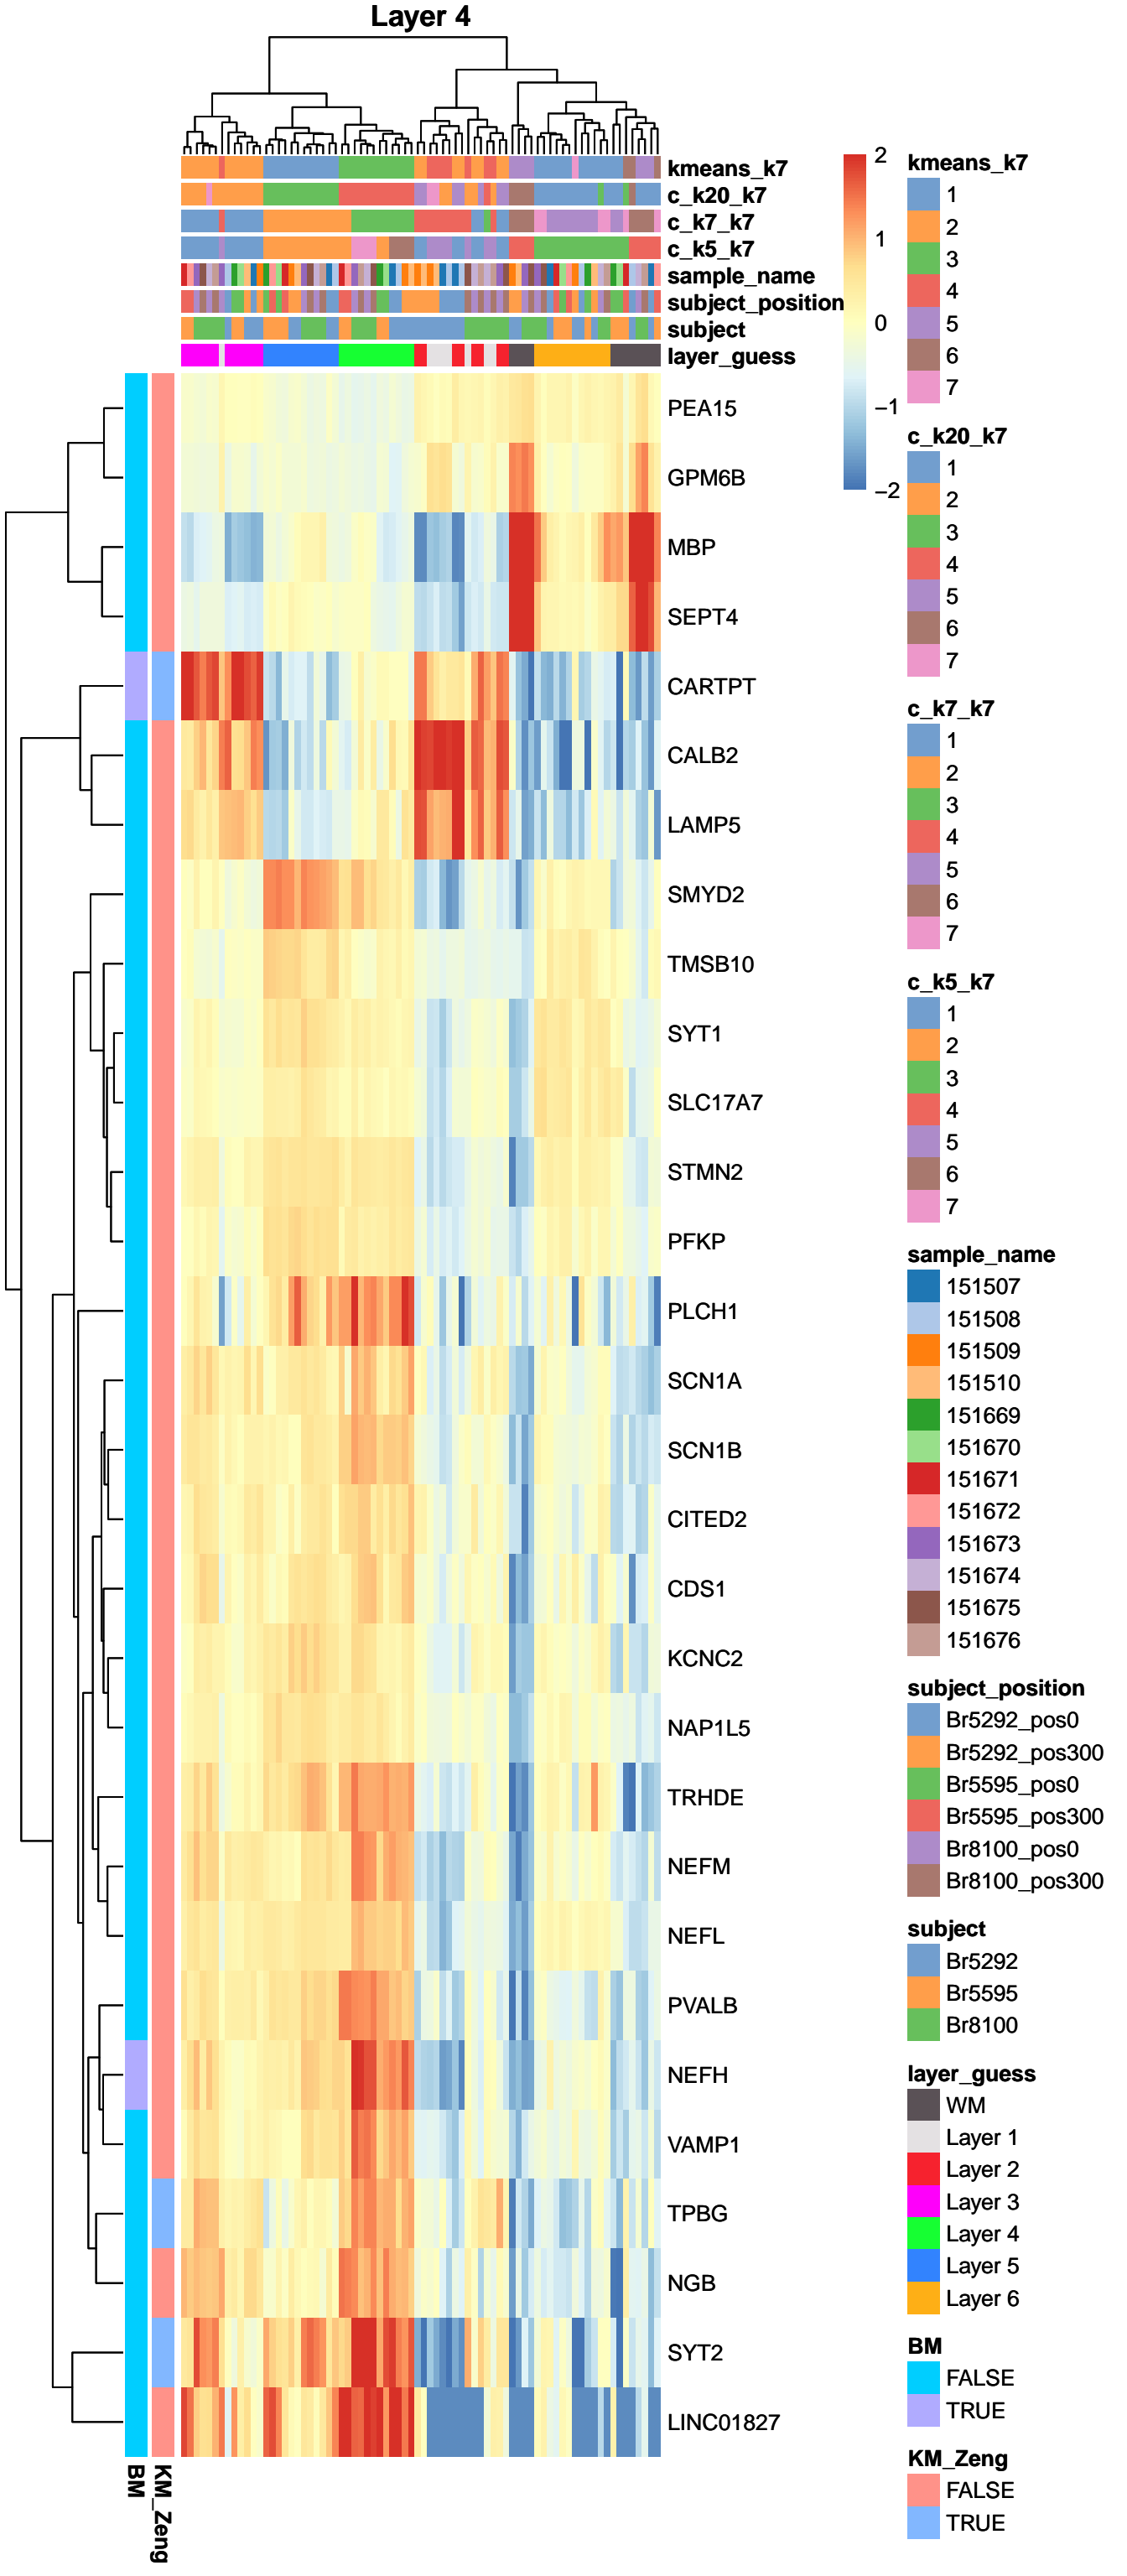 Layer 4
kmeans_k7
c_k20_k7
c_k7_k7
c_k5_k7
sample_name
subject_position
subject
layer_guess
PEA15
GPM6B
MBP
SEPT4
CARTPT
CALB2
LAMP5
SMYD2
TMSB10
SYT1
SLC17A7
STMN2
PFKP
PLCH1
SCN1A
SCN1B
CITED2
CDS1
KCNC2
NAP1L5
TRHDE
NEFM
NEFL
PVALB
NEFH
VAMP1
TPBG
NGB
SYT2
LINC01827
BM
KM_Zeng
2
1
0
−1
−2
kmeans_k7
1
2
3
4
5
6
7
c_k20_k7
1
2
3
4
5
6
7
c_k7_k7
1
2
3
4
5
6
7
c_k5_k7
1
2
3
4
5
6
7
sample_name
151507
151508
151509
151510
151669
151670
151671
151672
151673
151674
151675
151676
subject_position
Br5292_pos0
Br5292_pos300
Br5595_pos0
Br5595_pos300
Br8100_pos0
Br8100_pos300
subject
Br5292
Br5595
Br8100
layer_guess
WM
Layer 1
Layer 2
Layer 3
Layer 4
Layer 5
Layer 6
BM
FALSE
TRUE
KM_Zeng
FALSE
TRUE